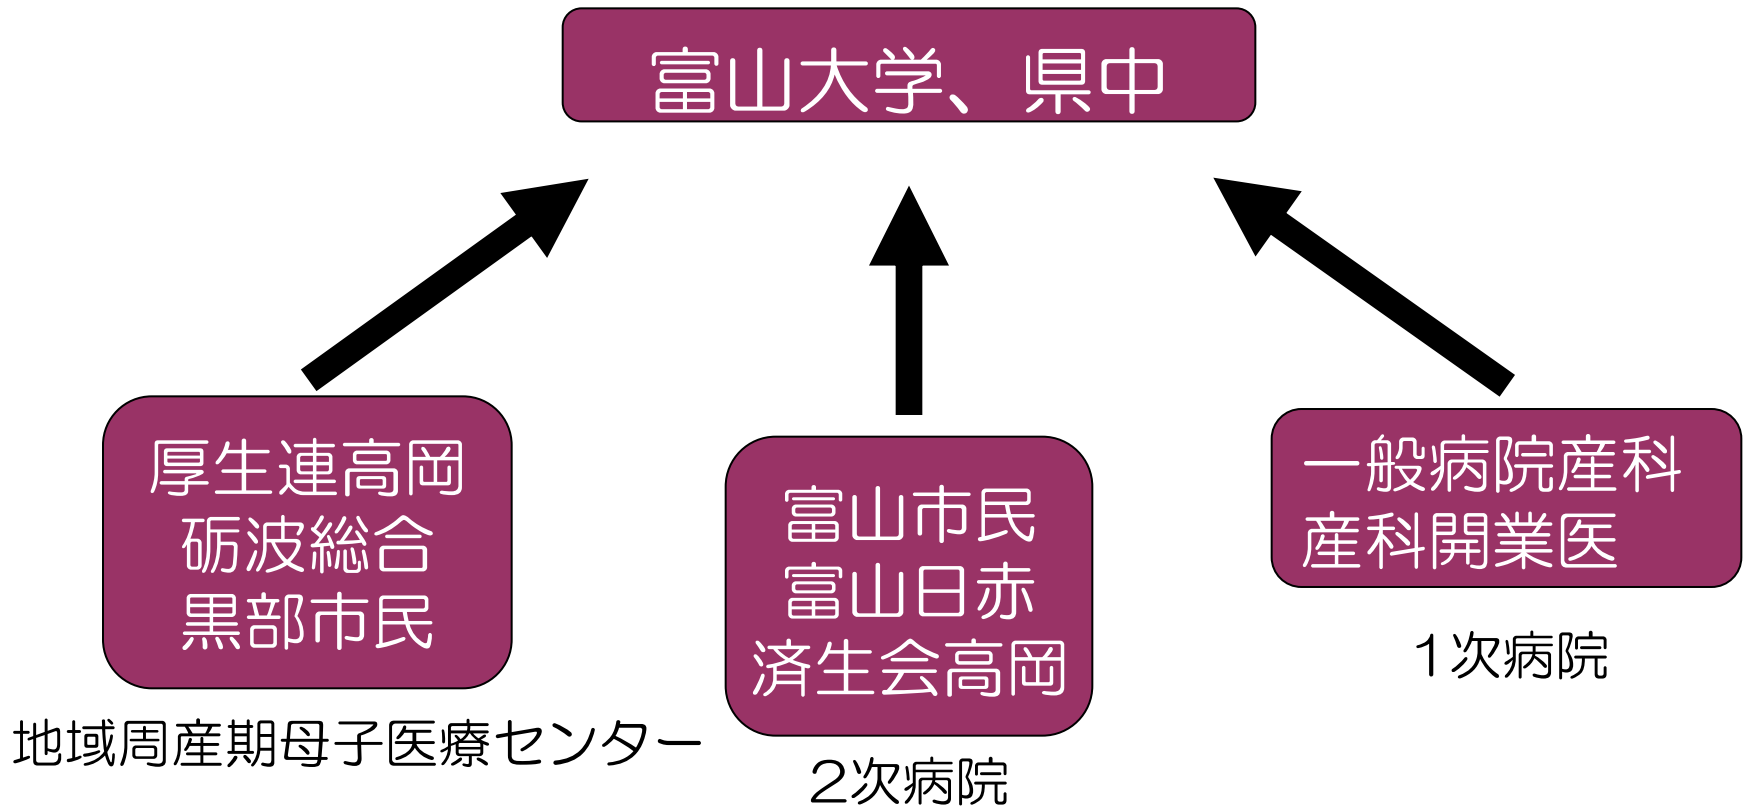 富山大学、県中
厚生連高岡
砺波総合
黒部市民
地域周産期母子医療センター
富山市民
富山日赤
済生会高岡
2次病院
一般病院産科
産科開業医
1次病院